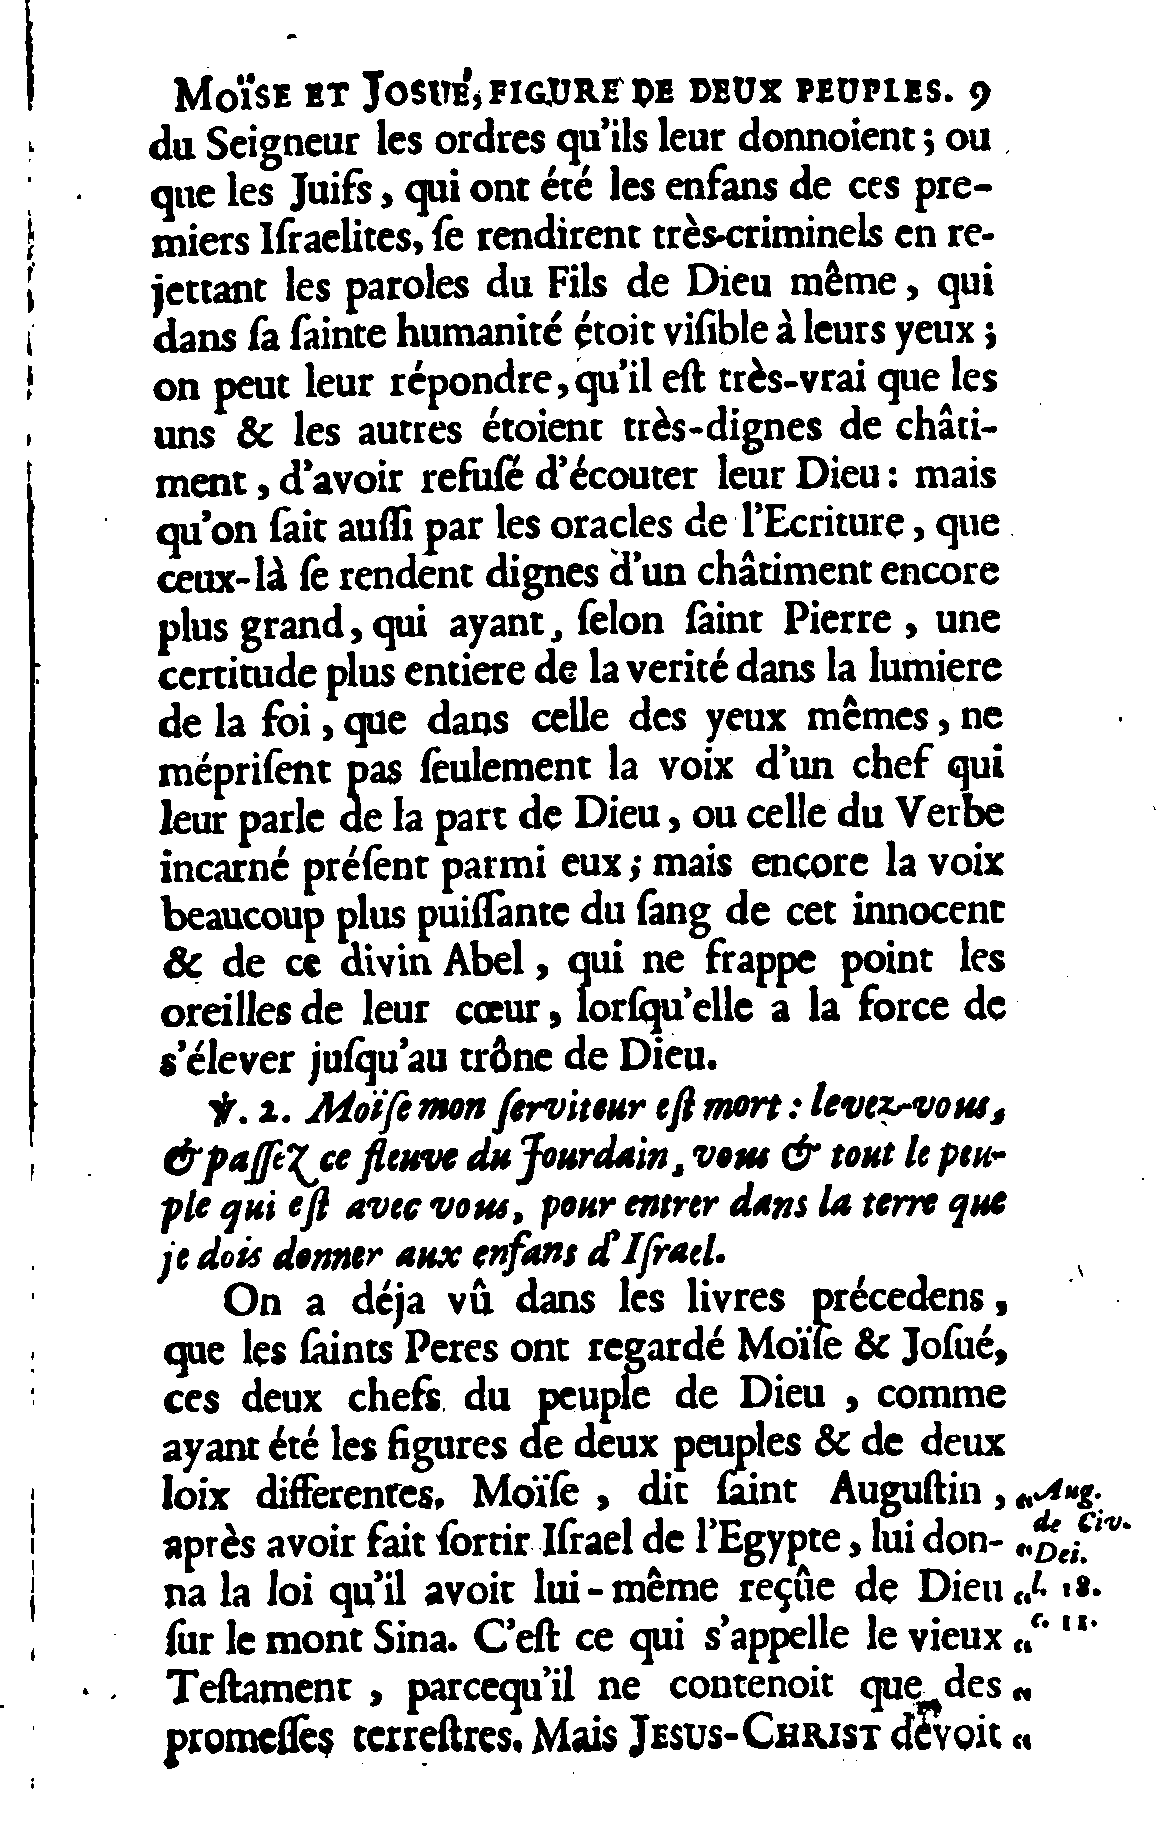 MOÏSE ET JOSUÉ, FIGURE DE DEUX PEUPLES. 9
du Seigneur les ordres qu'ils leur donnoient ; ou
que les Juifs , qui ont été les enfans de ces pre-
miers Iſraelites, ſe rendirent très-criminels en re-
jettant les paroles du Fils de Dieu même , qui
dans ſa ſainte humanité étoit viſible à leurs yeux ;
on peut leur répondre, qu'il eſt très-vrai que les
uns & les autres étoient très-dignes de châti-
ment , d'avoir refuſé d'écouter leur Dieu : mais
qu'on ſait auſſi par les oracles de l'Ecriture , que
ceux-là ſe rendent dignes d'un châtiment encore
plus grand, qui ayant, ſelon ſaint Pierre , une
certitude plus entiere de la verité dans la lumiere
de la foi , que dans celle des yeux mêmes , ne
mépriſent pas ſeulement la voix d'un chef qui
leur parle de la part de Dieu , ou celle du Verbe
incarné préſent parmi eux ; mais encore la voix
beaucoup plus puiſſante du ſang de cet innocent
& de ce divin Abel , qui ne frappe point les
oreilles de leur cœur , lorſqu'elle a la force de
s'élever juſqu'au trône de Dieu.
℣. 2. Moïſe mon ſerviteur eſt mort : levez-vous,
& paſſez ce fleuve du Jourdain, vous & tout le peu-
ple qui eſt avec vous, pour entrer dans la terre que
je dois donner aux enfans d'Iſrael.
On a déja vû dans les livres précedens ,
que les ſaints Peres ont regardé Moïſe & Joſué,
ces deux chefs du peuple de Dieu , comme
ayant été les figures de deux peuples & de deux
loix differentes. Moïſe , dit ſaint Auguſtin , „ Aug.
après avoir fait ſortir Iſrael de l'Egypte , lui don- „ de Civ. Dei.
na la loi qu'il avoit lui-même reçûe de Dieu „ l. 18.
ſur le mont Sina. C'eſt ce qui s'appelle le vieux „ c. 11.
Teſtament , parcequ'il ne contenoit que des „
promeſſes terreſtres. Mais JESUS-CHRIST devoit „